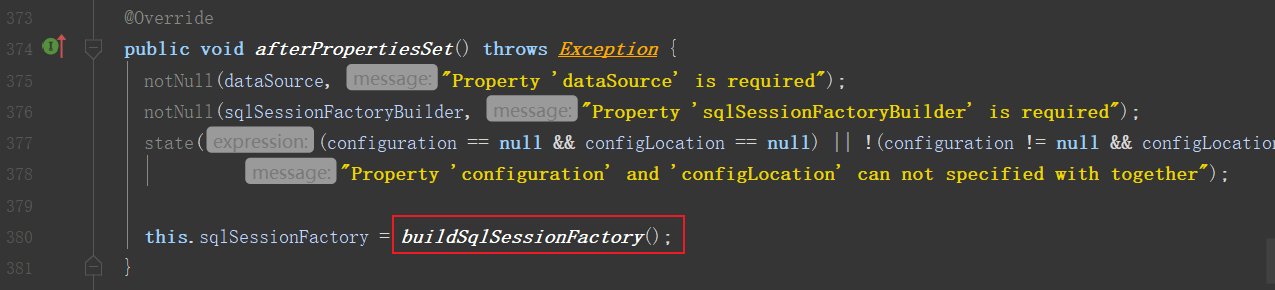 373 @Override
374 public void afterPropertiesSet() throws Exception {
375 notNull(dataSource, message: "Property 'dataSource' is required");
376 notNull(sqlSessionFactoryBuilder, message: "Property 'sqlSessionFactoryBuilder' is required");
377 state( expression: (configuration == null && configLocation == null) || !(configuration != null && configLocation
378 message: "Property 'configuration' and 'configLocation' can not specified with together");
379
380 this.sqlSessionFactory = buildSqlSessionFactory();
381 }